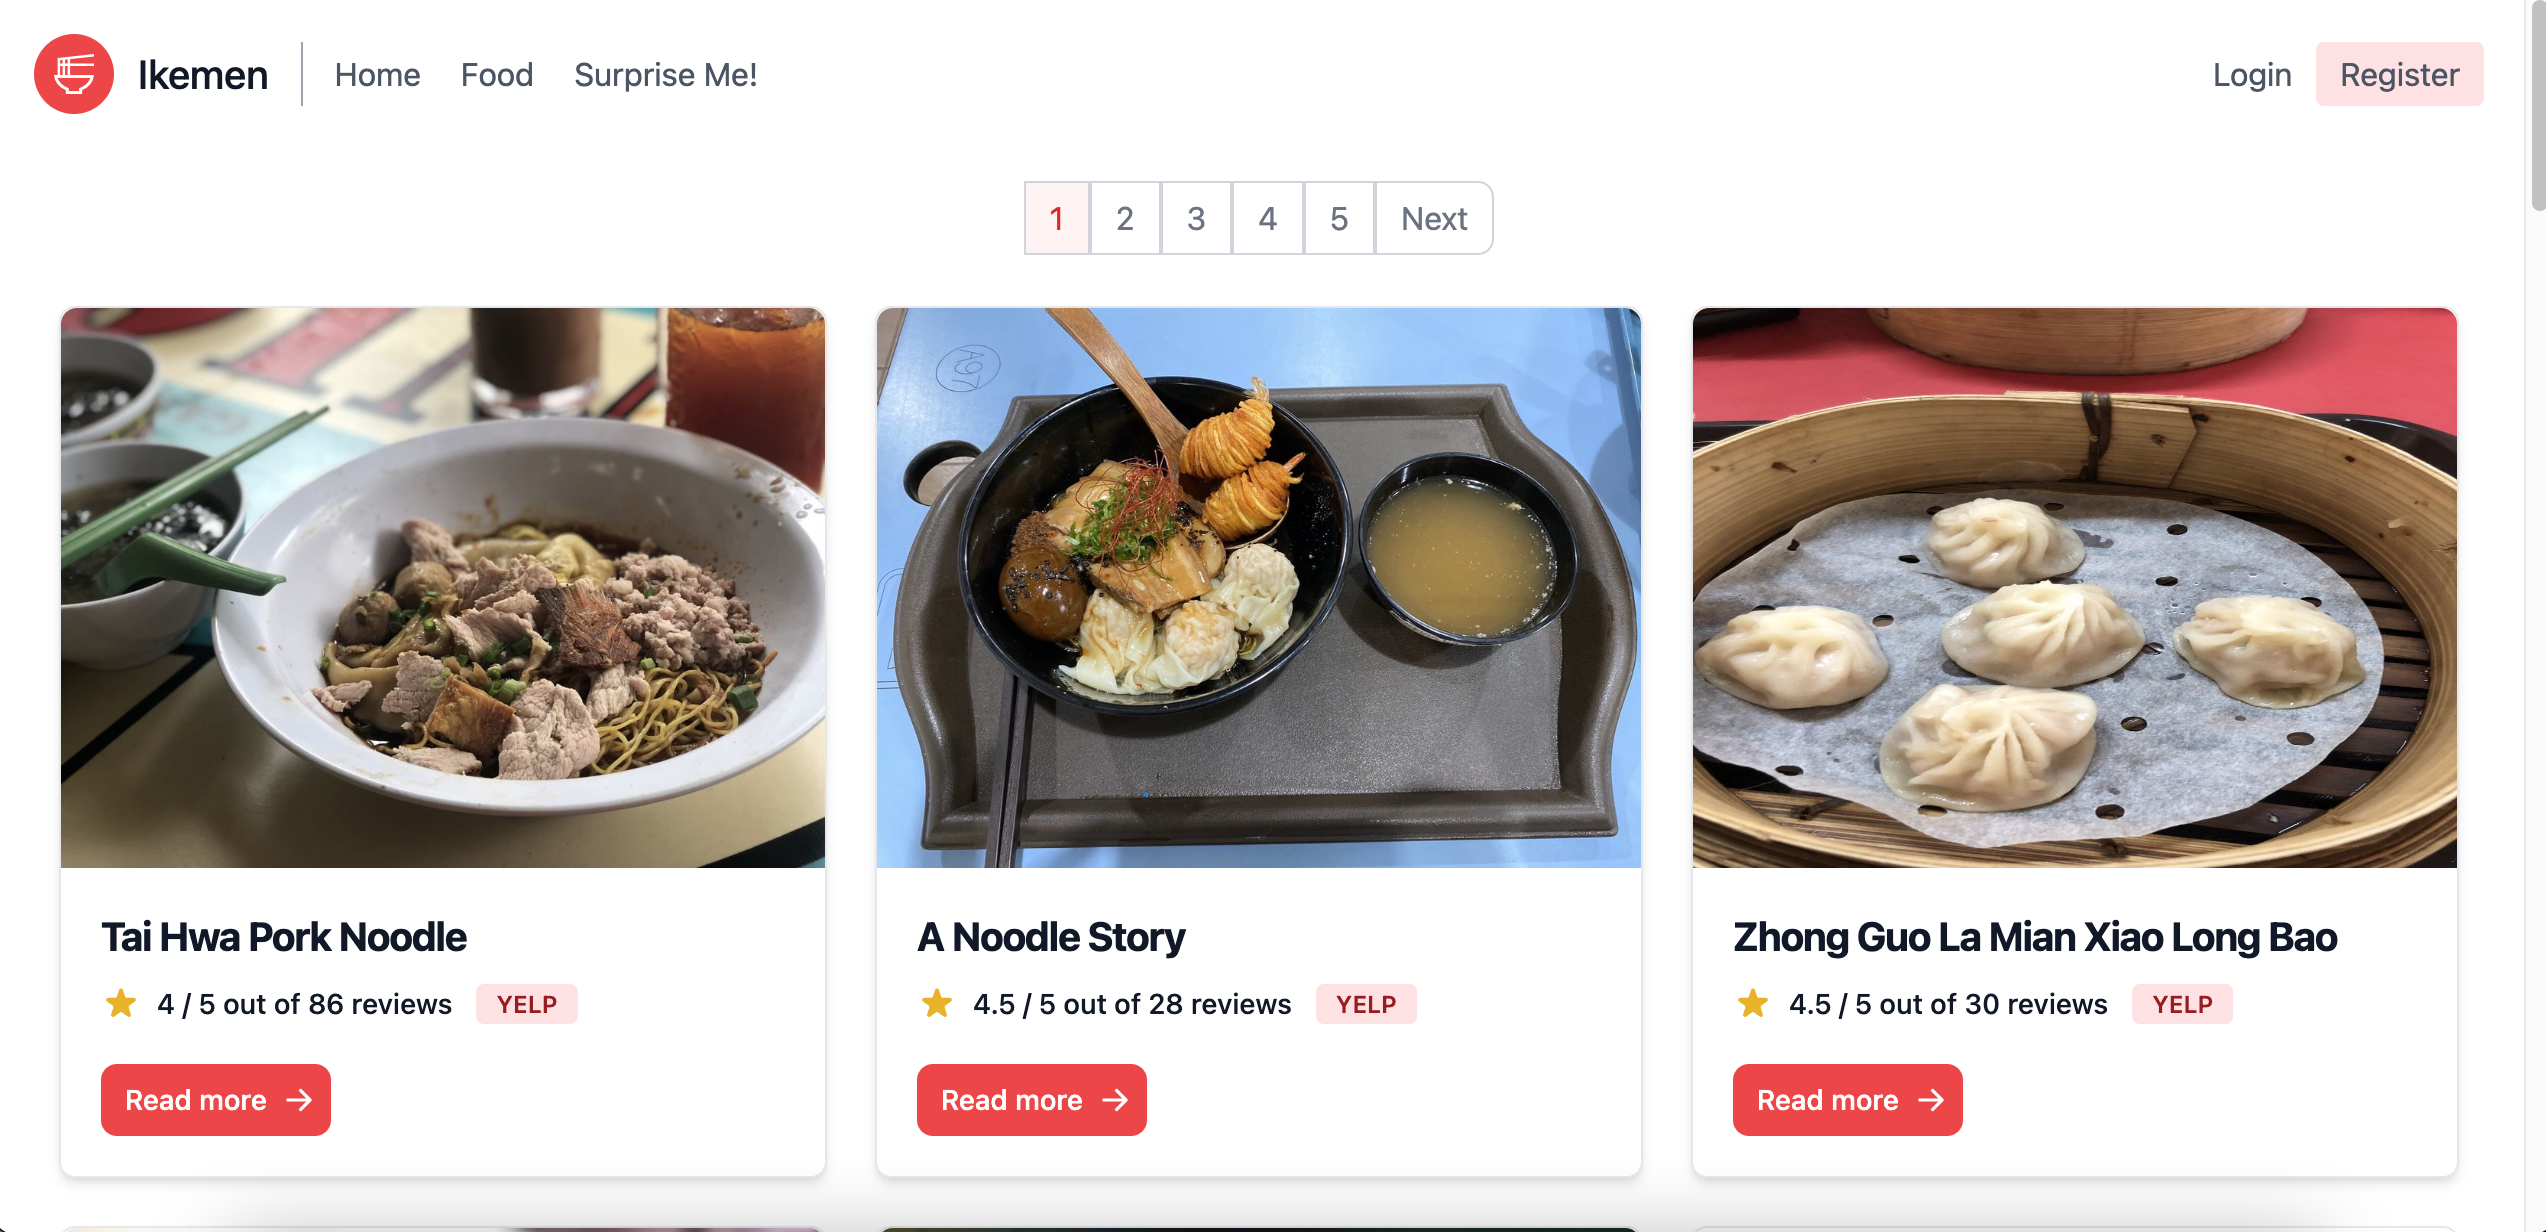 Ikemen
Home
Food
Surprise Me!
Login
Register
1
2
3
4
5
Next
A97
Tai Hwa Pork Noodle
4 / 5 out of 86 reviews
YELP
Read more
A Noodle Story
4.5 / 5 out of 28 reviews
YELP
Read more
Zhong Guo La Mian Xiao Long Bao
4.5 / 5 out of 30 reviews
YELP
Read more